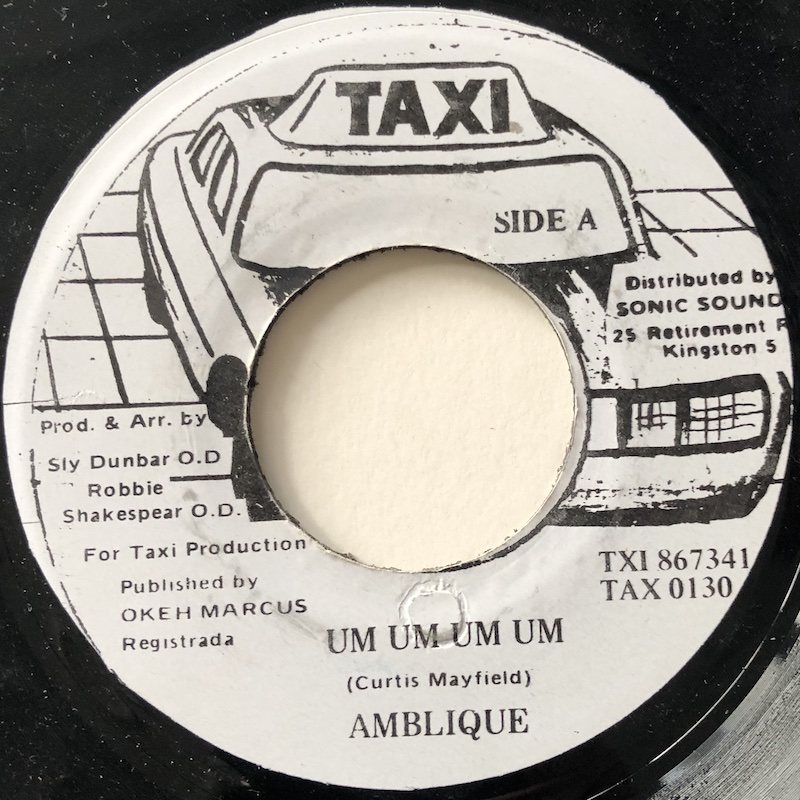 TAXI
SIDE A
Distributed by
SONIC SOUND
25 Retirement
Kingston 5
Prod. & Arr. by
Sly Dunbar O.D
Robbie
Shakespear O.D.
For Taxi Production
Published by
OKEH MARCUS
Registrada
TXI 867341
TAX 0130
UM UM UM UM
(Curtis Mayfield)
AMBLIQUE